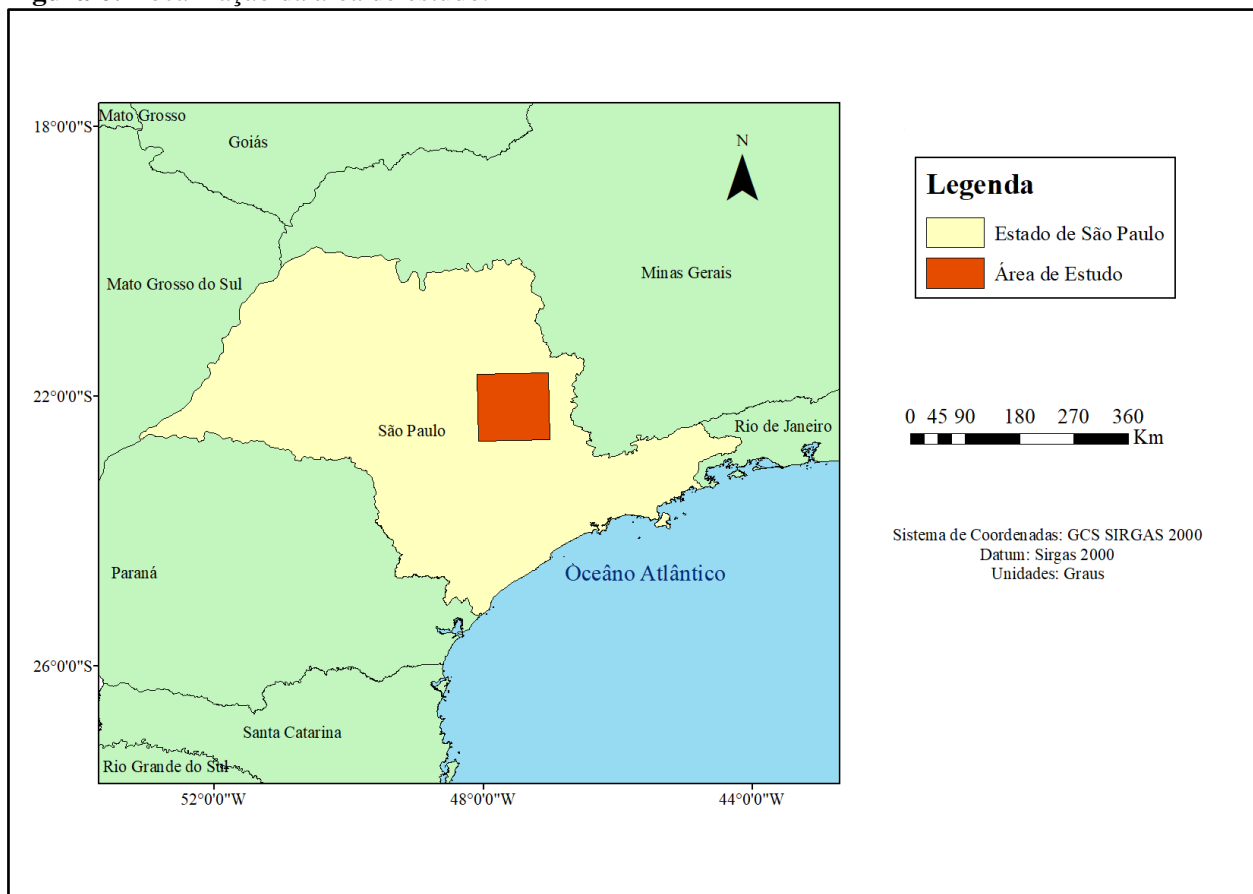 Mato Grosso
18°0'0"S
Goiás
N
Legenda
Estado de São Paulo
Área de Estudo
Minas Gerais
Mato Grosso do Sul
22°0'0"S
São Paulo
Rio de Janeiro
0 45 90 180 270 360
Km
Sistema de Coordenadas: GCS SIRGAS 2000
Datum: Sirgas 2000
Unidades: Graus
Paraná
Oceâno Atlântico
26°0'0"S
Santa Catarina
Rio Grande do Sul
52°0'0"W
48°0'0"W
44°0'0"W